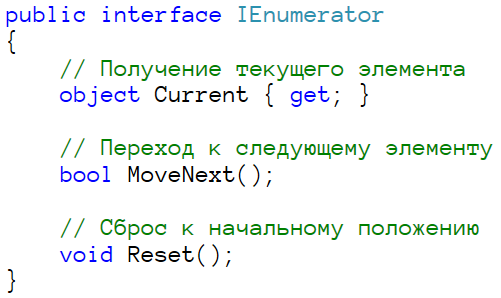 public interface IEnumerator
{
    // Получение текущего элемента
    object Current { get; }
    // Переход к следующему элементу
    bool MoveNext();
    // Сброс к начальному положению
    void Reset();
}